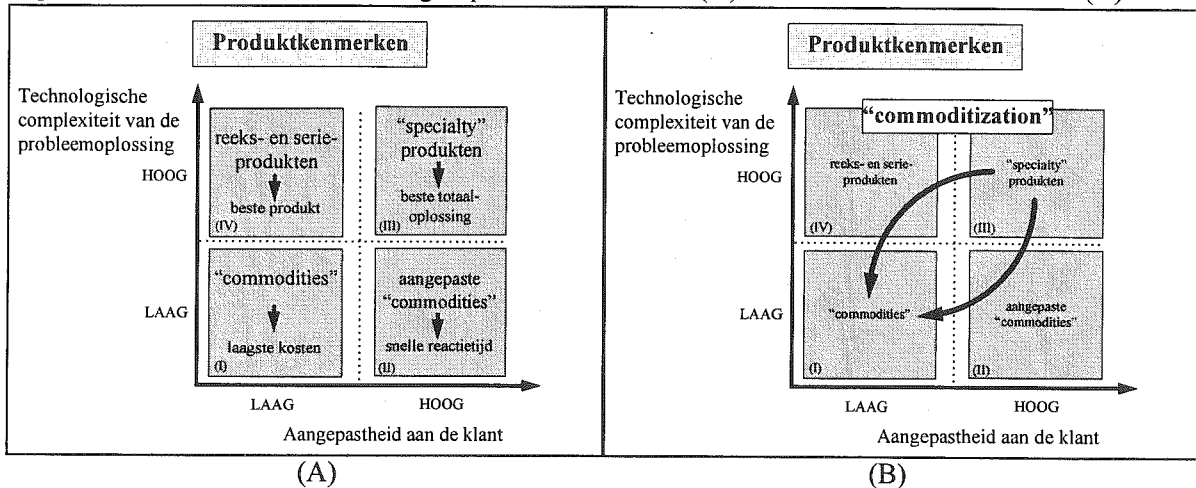 Produktkenmerken
Technologische
complexiteit van de
probleemoplossing
HOOG
LAAG
reeks- en serie-
produkten
beste produkt
(IV)
“specialty”
produkten
beste totaal-
oplossing
(III)
“commodities”
laagste kosten
(I)
aangepaste
“commodities”
snelle reactietijd
(II)
LAAG
HOOG
Aangepastheid aan de klant
(A)
Produktkenmerken
Technologische
complexiteit van de
probleemoplossing
HOOG
LAAG
“commoditization”
reeks- en serie-
produkten
(IV)
“specialty”
produkten
(III)
“commodities”
(I)
aangepaste
“commodities”
(II)
LAAG
HOOG
Aangepastheid aan de klant
(B)